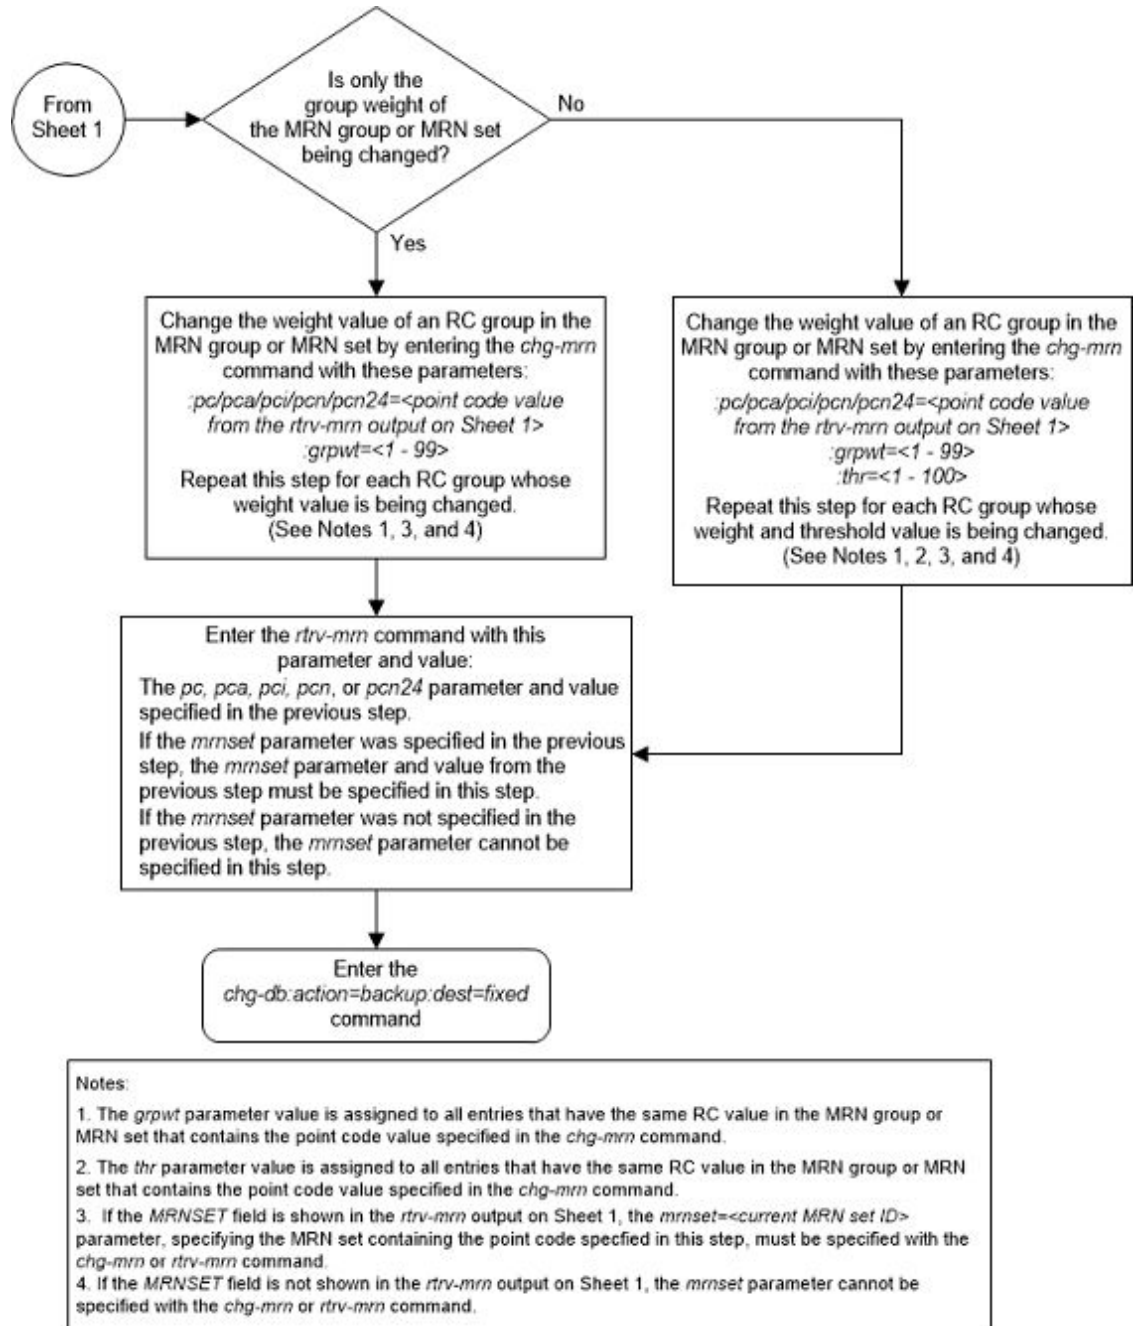 From
Sheet 1
Is only the
group weight of
the MRN group or MRN set
being changed?
No
Yes
Change the weight value of an RC group in the
MRN group or MRN set by entering the chg-mrn
command with these parameters:
:pc/pca/pci/pcn/pcn24=<point code value
from the rtrv-mrn output on Sheet 1>
:grpwt=<1 - 99>
Repeat this step for each RC group whose
weight value is being changed.
(See Notes 1, 3, and 4)
Change the weight value of an RC group in the
MRN group or MRN set by entering the chg-mrn
command with these parameters:
:pc/pca/pci/pcn/pcn24=<point code value
from the rtrv-mrn output on Sheet 1>
:grpwt=<1 - 99>
:thr=<1 - 100>
Repeat this step for each RC group whose
weight and threshold value is being changed.
(See Notes 1, 2, 3, and 4)
Enter the rtrv-mrn command with this
parameter and value:
The pc, pca, pci, pcn, or pcn24 parameter and value
specified in the previous step.
If the mrnset parameter was specified in the previous
step, the mrnset parameter and value from the
previous step must be specified in this step.
If the mrnset parameter was not specified in the
previous step, the mrnset parameter cannot be
specified in this step.
Enter the
chg-db:action=backup:dest=fixed
command
Notes:
1. The grpwt parameter value is assigned to all entries that have the same RC value in the MRN group or
MRN set that contains the point code value specified in the chg-mrn command.
2. The thr parameter value is assigned to all entries that have the same RC value in the MRN group or MRN
set that contains the point code value specified in the chg-mrn command.
3. If the MRNSET field is shown in the rtrv-mrn output on Sheet 1, the mrnset=<current MRN set ID>
parameter, specifying the MRN set containing the point code specfied in this step, must be specified with the
chg-mrn or rtrv-mrn command.
4. If the MRNSET field is not shown in the rtrv-mrn output on Sheet 1, the mrnset parameter cannot be
specified with the chg-mrn or rtrv-mrn command.